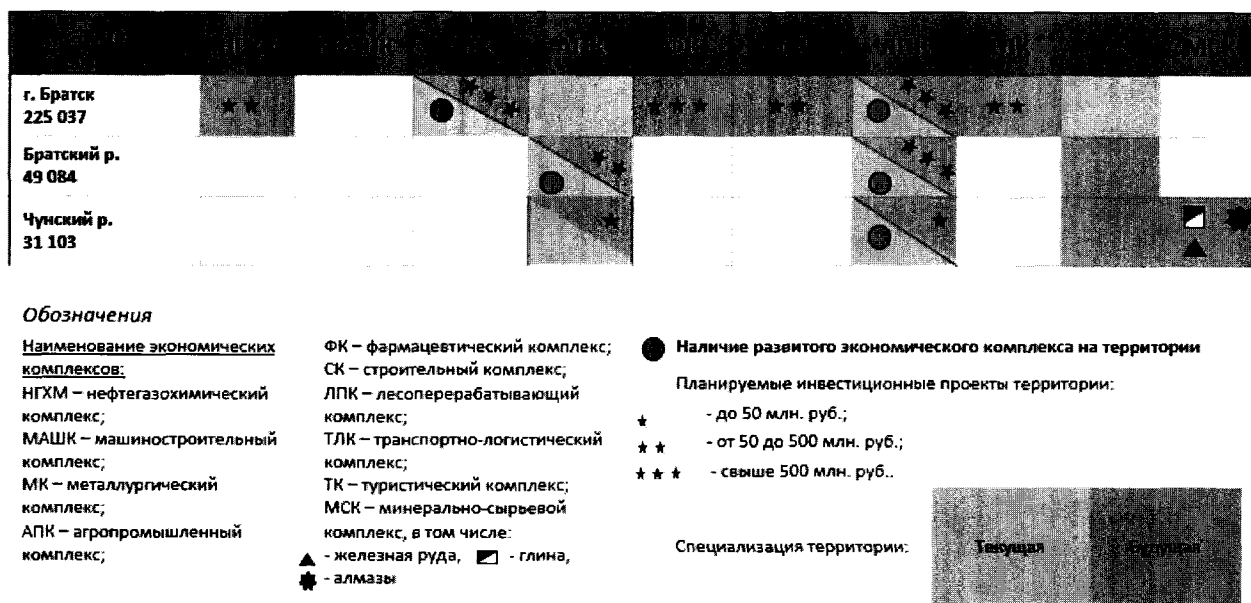 г. Братск
225 037
Братский р.
49 084
Чунский р.
31 103
Обозначения
Наименование экономических
комплексов:
НГХМ – нефтегазохимический
комплекс;
МАШК – машиностроительный
комплекс;
МК – металлургический
комплекс;
АПК – агропромышленный
комплекс;
ФК – фармацевтический комплекс;
СК – строительный комплекс;
ЛПК – лесоперерабатывающий
комплекс;
ТЛК – транспортно-логистический
комплекс;
ТК – туристический комплекс;
МСК – минерально-сырьевой
комплекс, в том числе:
- железная руда, - глина,
- алмазы
Наличие развитого экономического комплекса на территории
Планируемые инвестиционные проекты территории:
- до 50 млн. руб.;
- от 50 до 500 млн. руб.;
- свыше 500 млн. руб..
Специализация территории:
Текущая